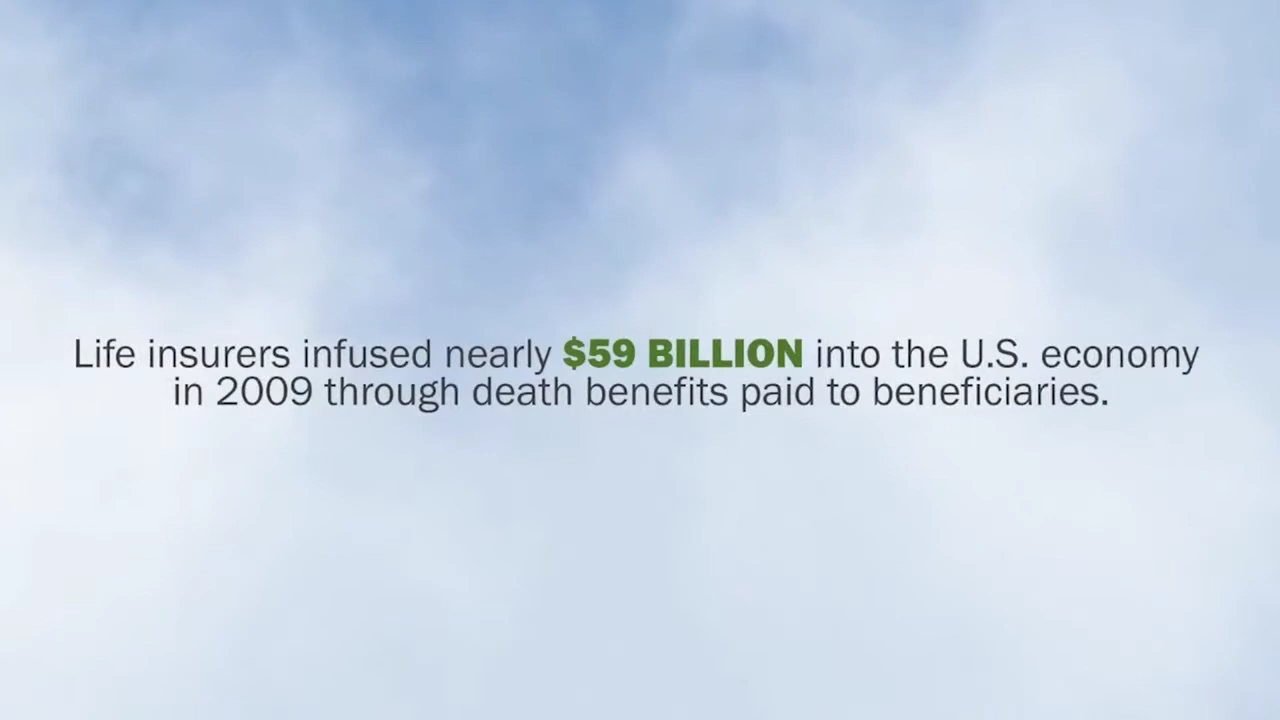 Life insurers infused nearly $59 BILLION into the U.S. economy
in 2009 through death benefits paid to beneficiaries.